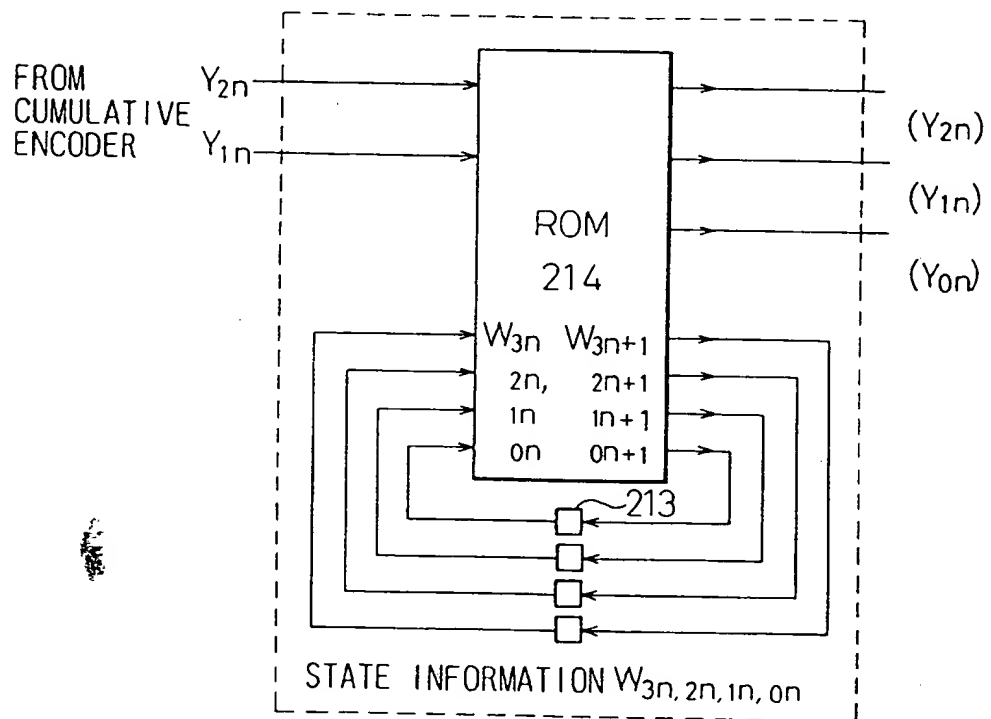 FROM
CUMULATIVE
ENCODER
Y2n
Y1n
(Y2n)
(Y1n)
(Y0n)
ROM
214
W3n W3n+1
2n, 2n+1
1n 1n+1
0n 0n+1
213
STATE INFORMATION W3n, 2n, 1n, 0n